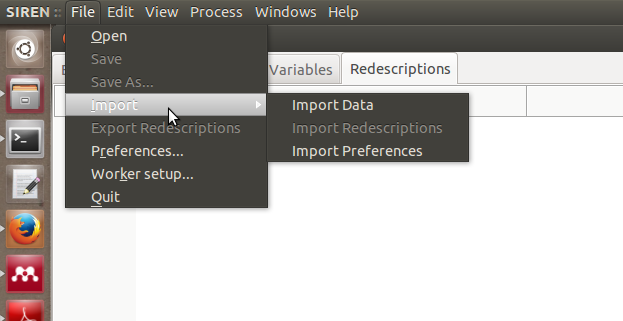 SIREN :: File Edit View Process Windows Help
Open
Save
Save As...
Import
Export Redescriptions
Preferences...
Worker setup...
Quit
Import Data
Import Redescriptions
Import Preferences
Variables Redescriptions